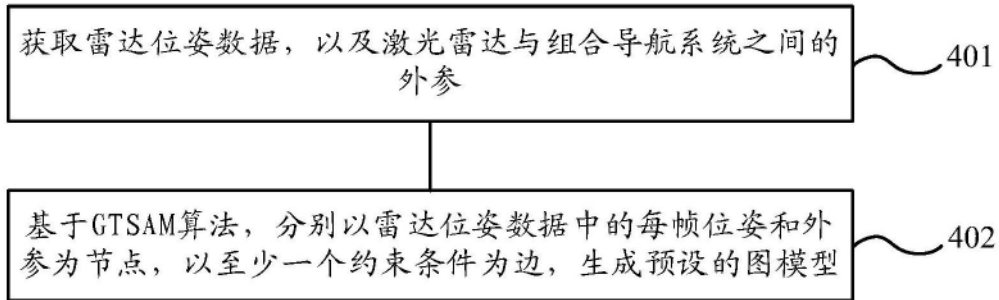 获取雷达位姿数据，以及激光雷达与组合导航系统之间的
外参
401
基于GTSAM算法，分别以雷达位姿数据中的每帧位姿和外
参为节点，以至少一个约束条件为边，生成预设的图模型
402